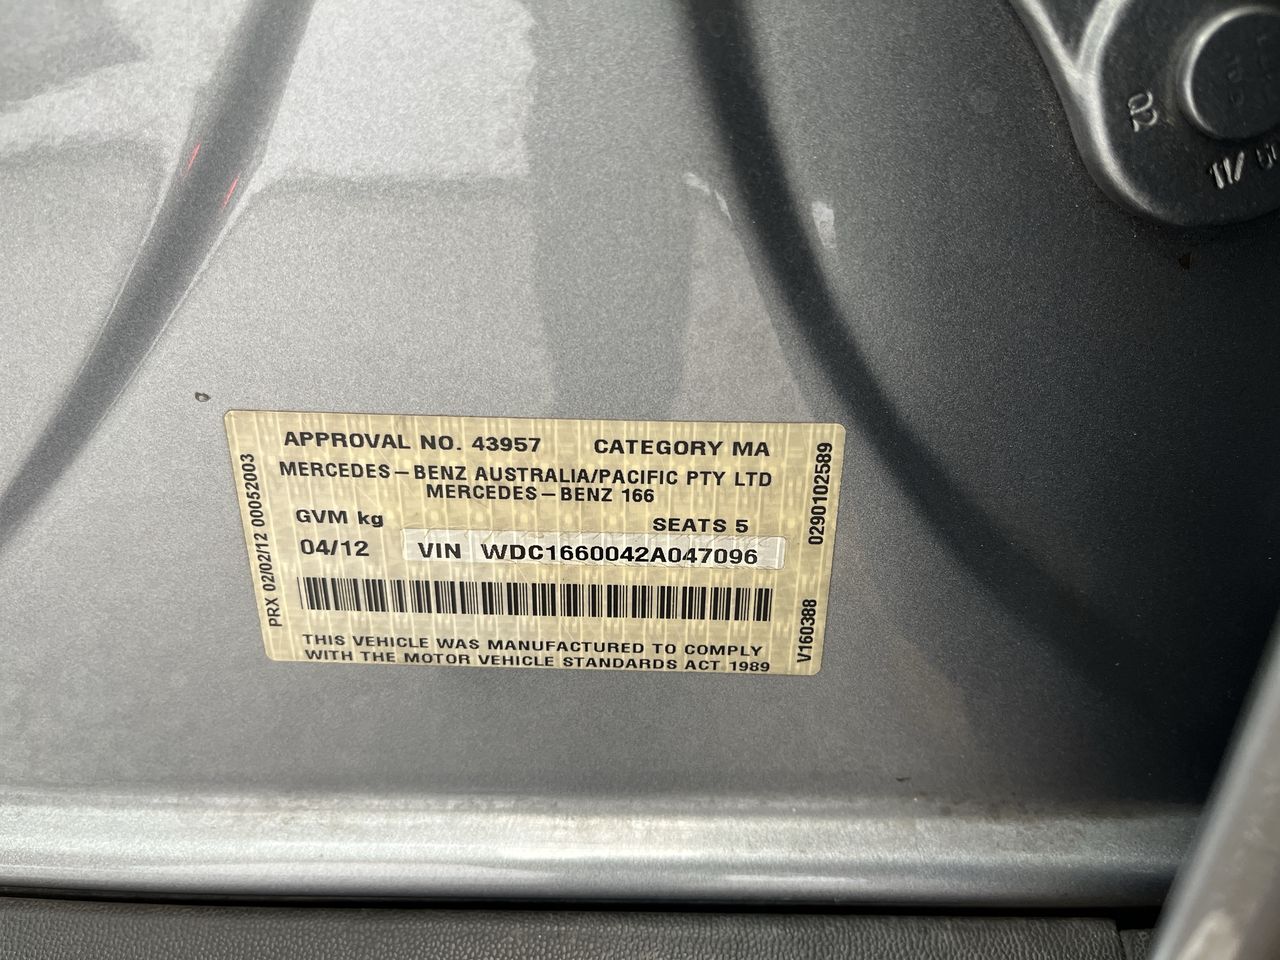 02
11/
APPROVAL NO. 43957 CATEGORY MA
MERCEDES-BENZ AUSTRALIA/PACIFIC PTY LTD
MERCEDES-BENZ 166
GVM kg SEATS 5
04/12 VIN WDC1660042A047096
THIS VEHICLE WAS MANUFACTURED TO COMPLY
WITH THE MOTOR VEHICLE STANDARDS ACT 1989
PRX 02/02/12 00052003
V160388 0290102589